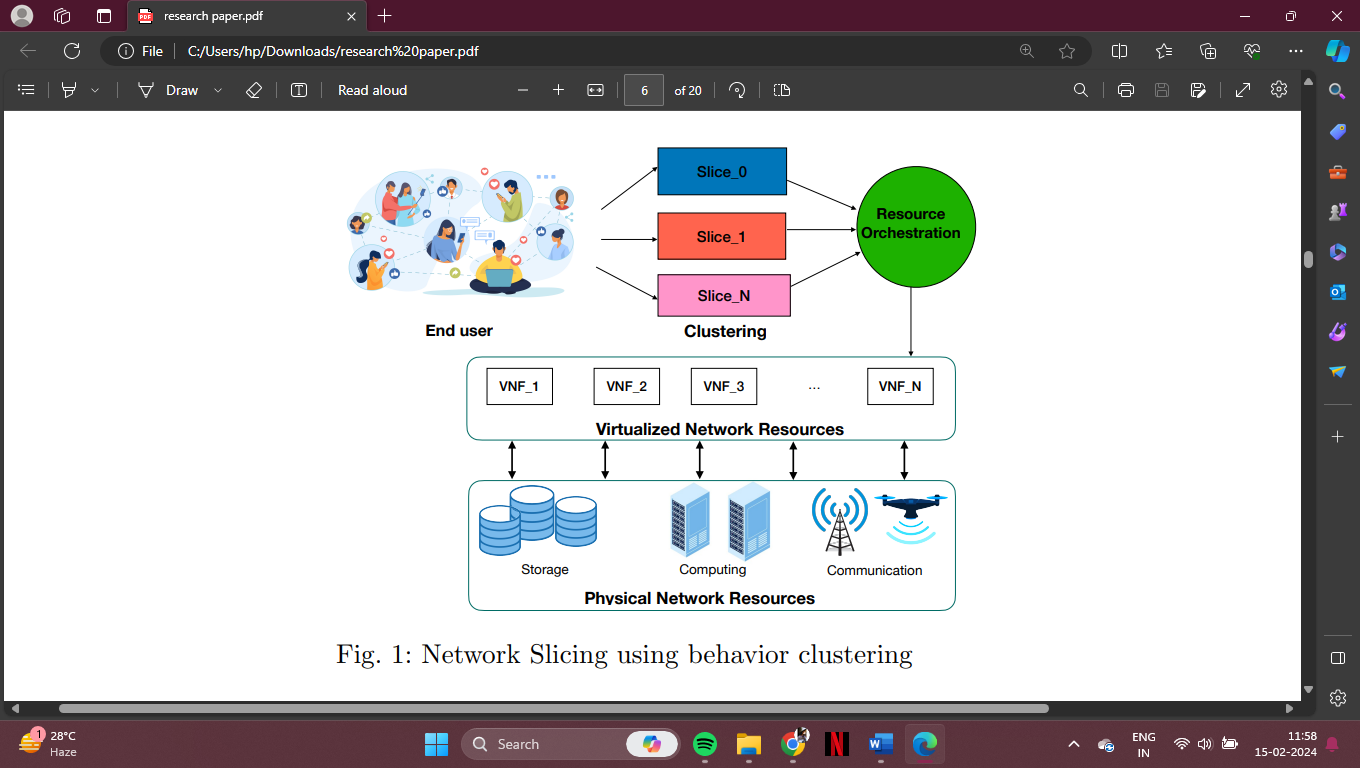 research paper.pdf
File
C:/Users/hp/Downloads/research%20paper.pdf
Draw
Read aloud
6
of 20
Slice_0
Slice_1
Slice_N
Resource
Orchestration
End user
Clustering
VNF_1
VNF_2
VNF_3
...
VNF_N
Virtualized Network Resources
Storage
Computing
Communication
Physical Network Resources
Fig. 1: Network Slicing using behavior clustering
1
28°C
Haze
Search
ENG
IN
11:58
15-02-2024